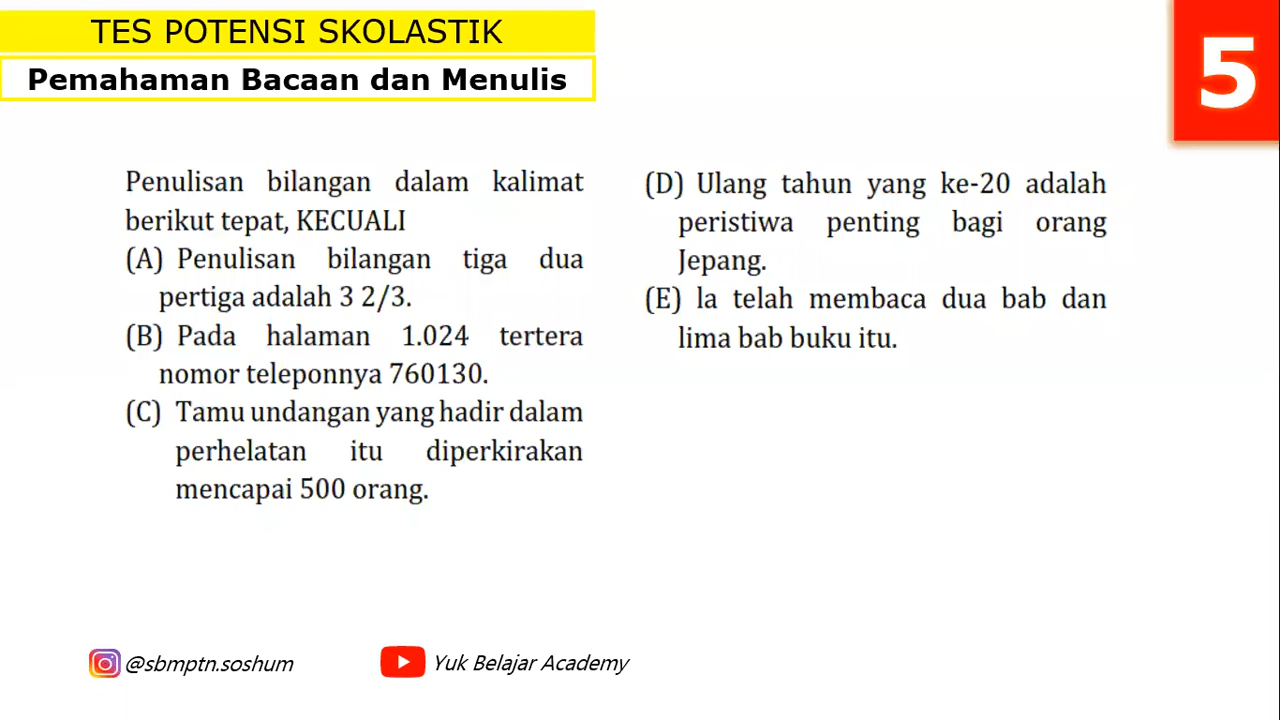 TES POTENSI SKOLASTIK
Pemahaman Bacaan dan Menulis
5
Penulisan bilangan dalam kalimat
berikut tepat, KECUALI
(A) Penulisan bilangan tiga dua
pertiga adalah 3 2/3.
(B) Pada halaman 1.024 tertera
nomor teleponnya 760130.
(C) Tamu undangan yang hadir dalam
perhelatan itu diperkirakan
mencapai 500 orang.
(D) Ulang tahun yang ke-20 adalah
peristiwa penting bagi orang
Jepang.
(E) la telah membaca dua bab dan
lima bab buku itu.
@sbmptn.soshum
Yuk Belajar Academy